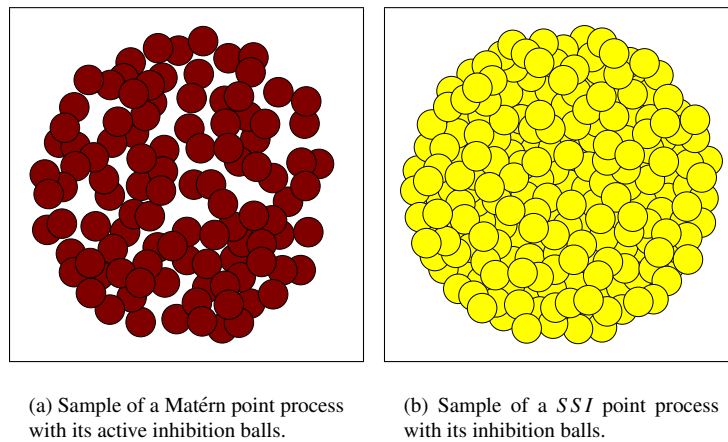 (a) Sample of a Matérn point process
with its active inhibition balls.
(b) Sample of a SSI point process
with its inhibition balls.